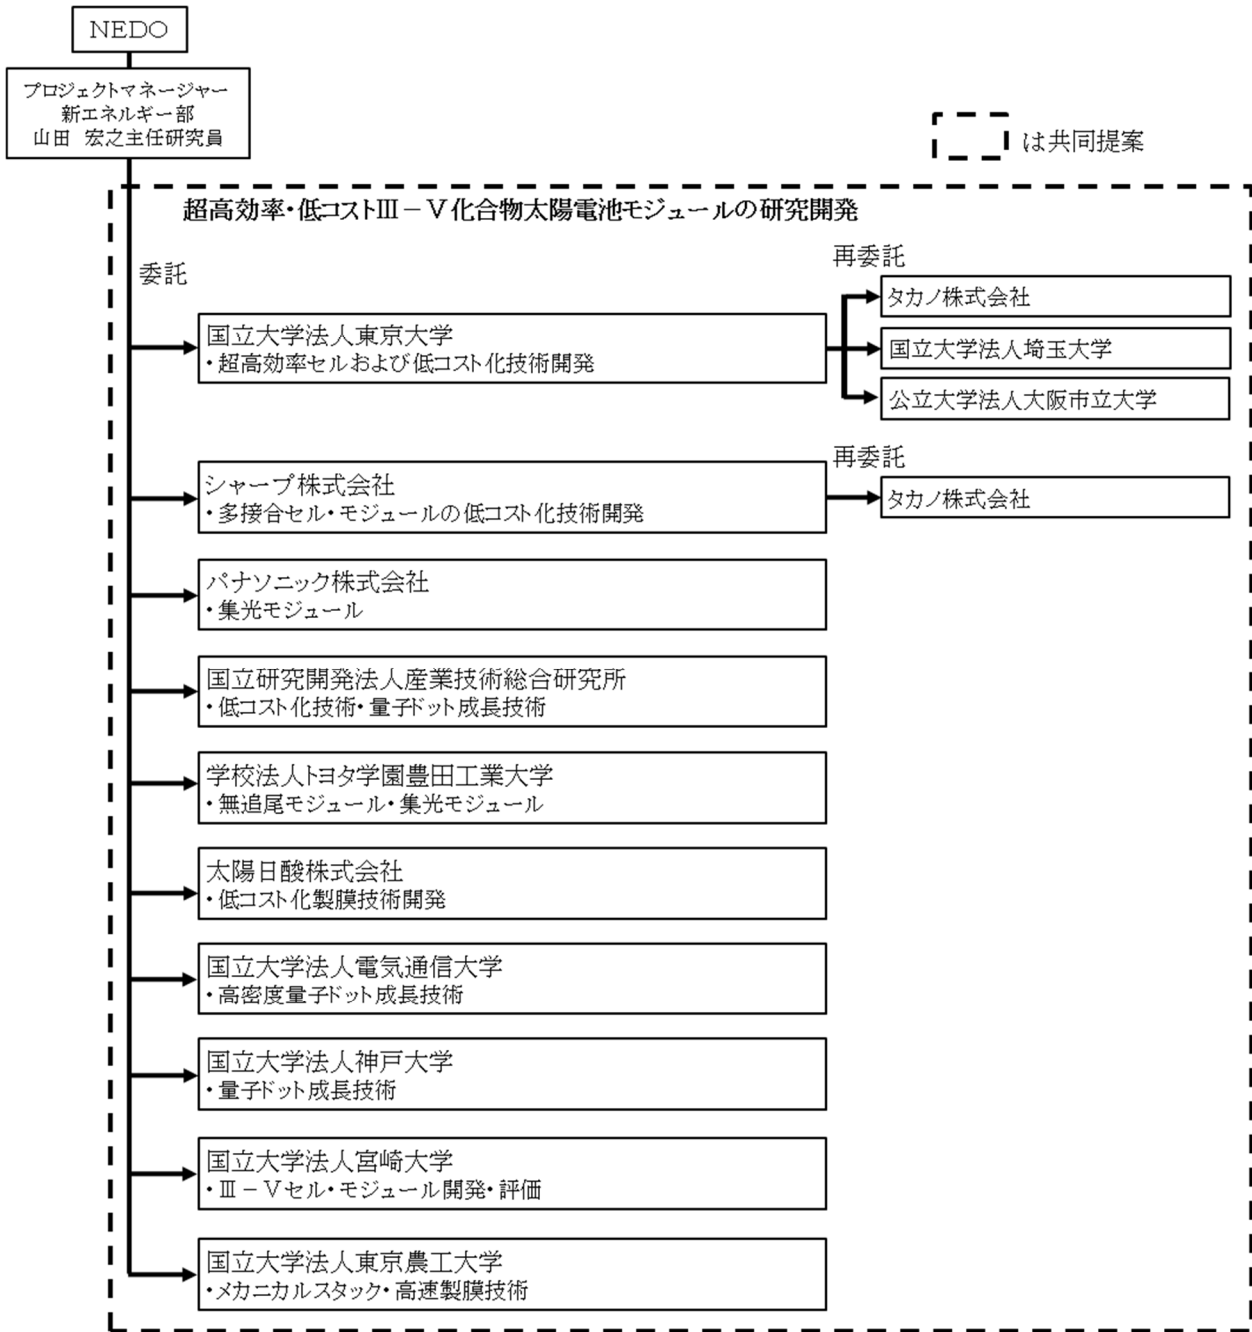 NEDO
プロジェクトマネージャー
新エネルギー部
山田 宏之主任研究員
は共同提案
超高効率・低コストⅢ－Ⅴ化合物太陽電池モジュールの研究開発
委託
再委託
国立大学法人東京大学
・超高効率セルおよび低コスト化技術開発
タカノ株式会社
国立大学法人埼玉大学
公立大学法人大阪市立大学
再委託
シャープ株式会社
・多接合セル・モジュールの低コスト化技術開発
タカノ株式会社
パナソニック株式会社
・集光モジュール
国立研究開発法人産業技術総合研究所
・低コスト化技術・量子ドット成長技術
学校法人トヨタ学園豊田工業大学
・無追尾モジュール・集光モジュール
太陽日酸株式会社
・低コスト化製膜技術開発
国立大学法人電気通信大学
・高密度量子ドット成長技術
国立大学法人神戸大学
・量子ドット成長技術
国立大学法人宮崎大学
・Ⅲ－Ⅴセル・モジュール開発・評価
国立大学法人東京農工大学
・メカニカルスタック・高速製膜技術